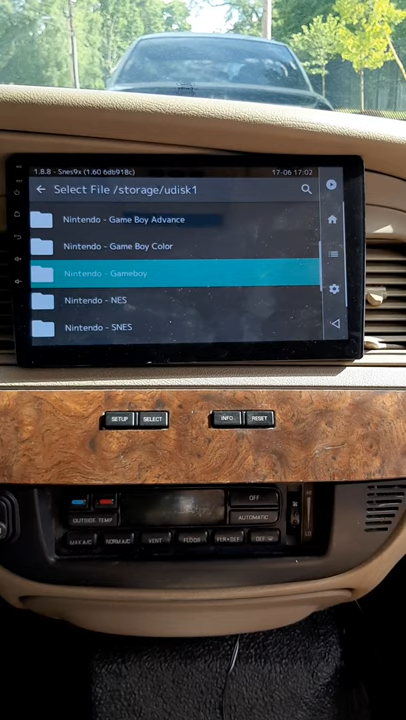 1.8.8 - Snes9x (1.60 6db918c) 17-06 17:02
Select File /storage/udisk1
Nintendo - Game Boy Advance
Nintendo - Game Boy Color
Nintendo - Gameboy
Nintendo - NES
Nintendo - SNES
SETUP SELECT INFO RESET
OFF
OUTSIDE TEMP AUTOMATIC
MAX A/C NORM A/C VENT FLOOR FLR+DEF DEF